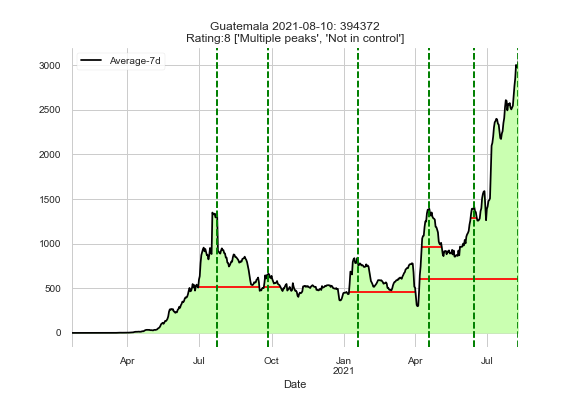 Guatemala 2021-08-10: 394372
Rating:8 ['Multiple peaks', 'Not in control']
Average-7d
3000
2500
2000
1500
1000
500
0
Apr
Jul
Oct
Jan
2021
Apr
Jul
Date